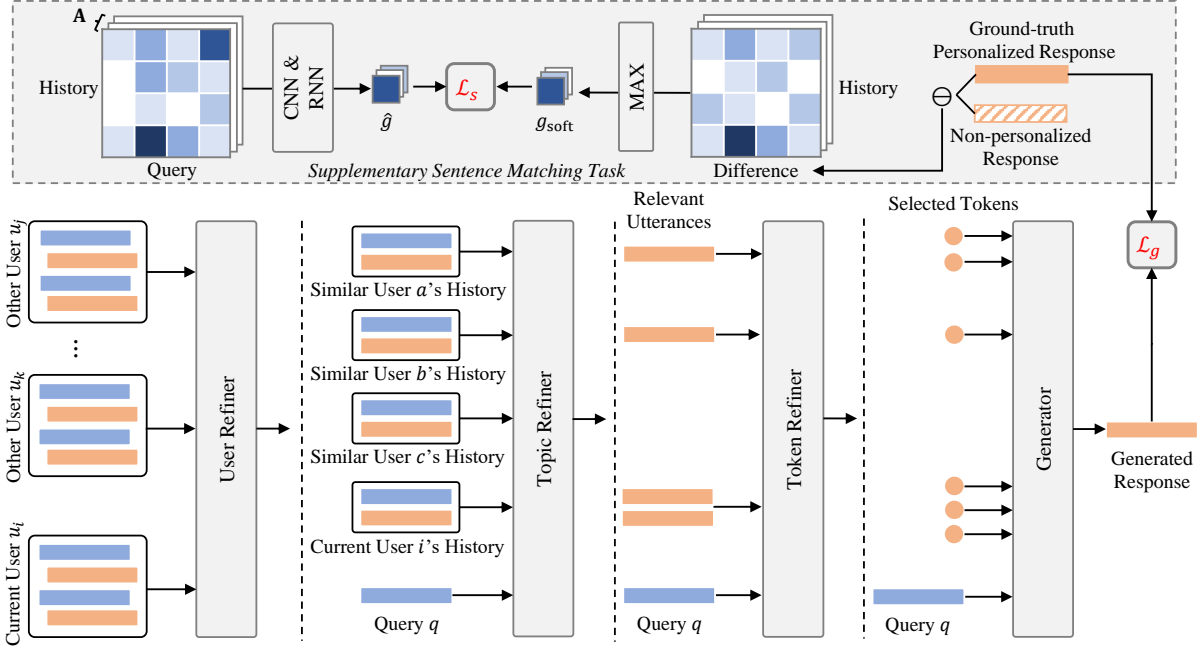 A
History
Query
CNN &
RNN
ĝ
ℒs
gsoft
MAX
Difference
History
Ground-truth
Personalized Response
Non-personalized
Response
Supplementary Sentence Matching Task
Other User uj
...
Other User uk
Current User ui
User Refiner
Similar User a's History
Similar User b's History
Similar User c's History
Current User i's History
Query q
Topic Refiner
Relevant
Utterances
Query q
Token Refiner
Selected Tokens
Query q
Generator
ℒg
Generated
Response